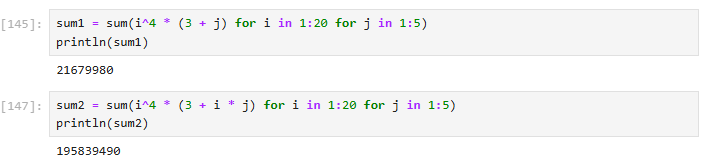 [145]: sum1 = sum(i^4 * (3 + j) for i in 1:20 for j in 1:5)
println(sum1)
21679980
[147]: sum2 = sum(i^4 * (3 + i * j) for i in 1:20 for j in 1:5)
println(sum2)
195839490